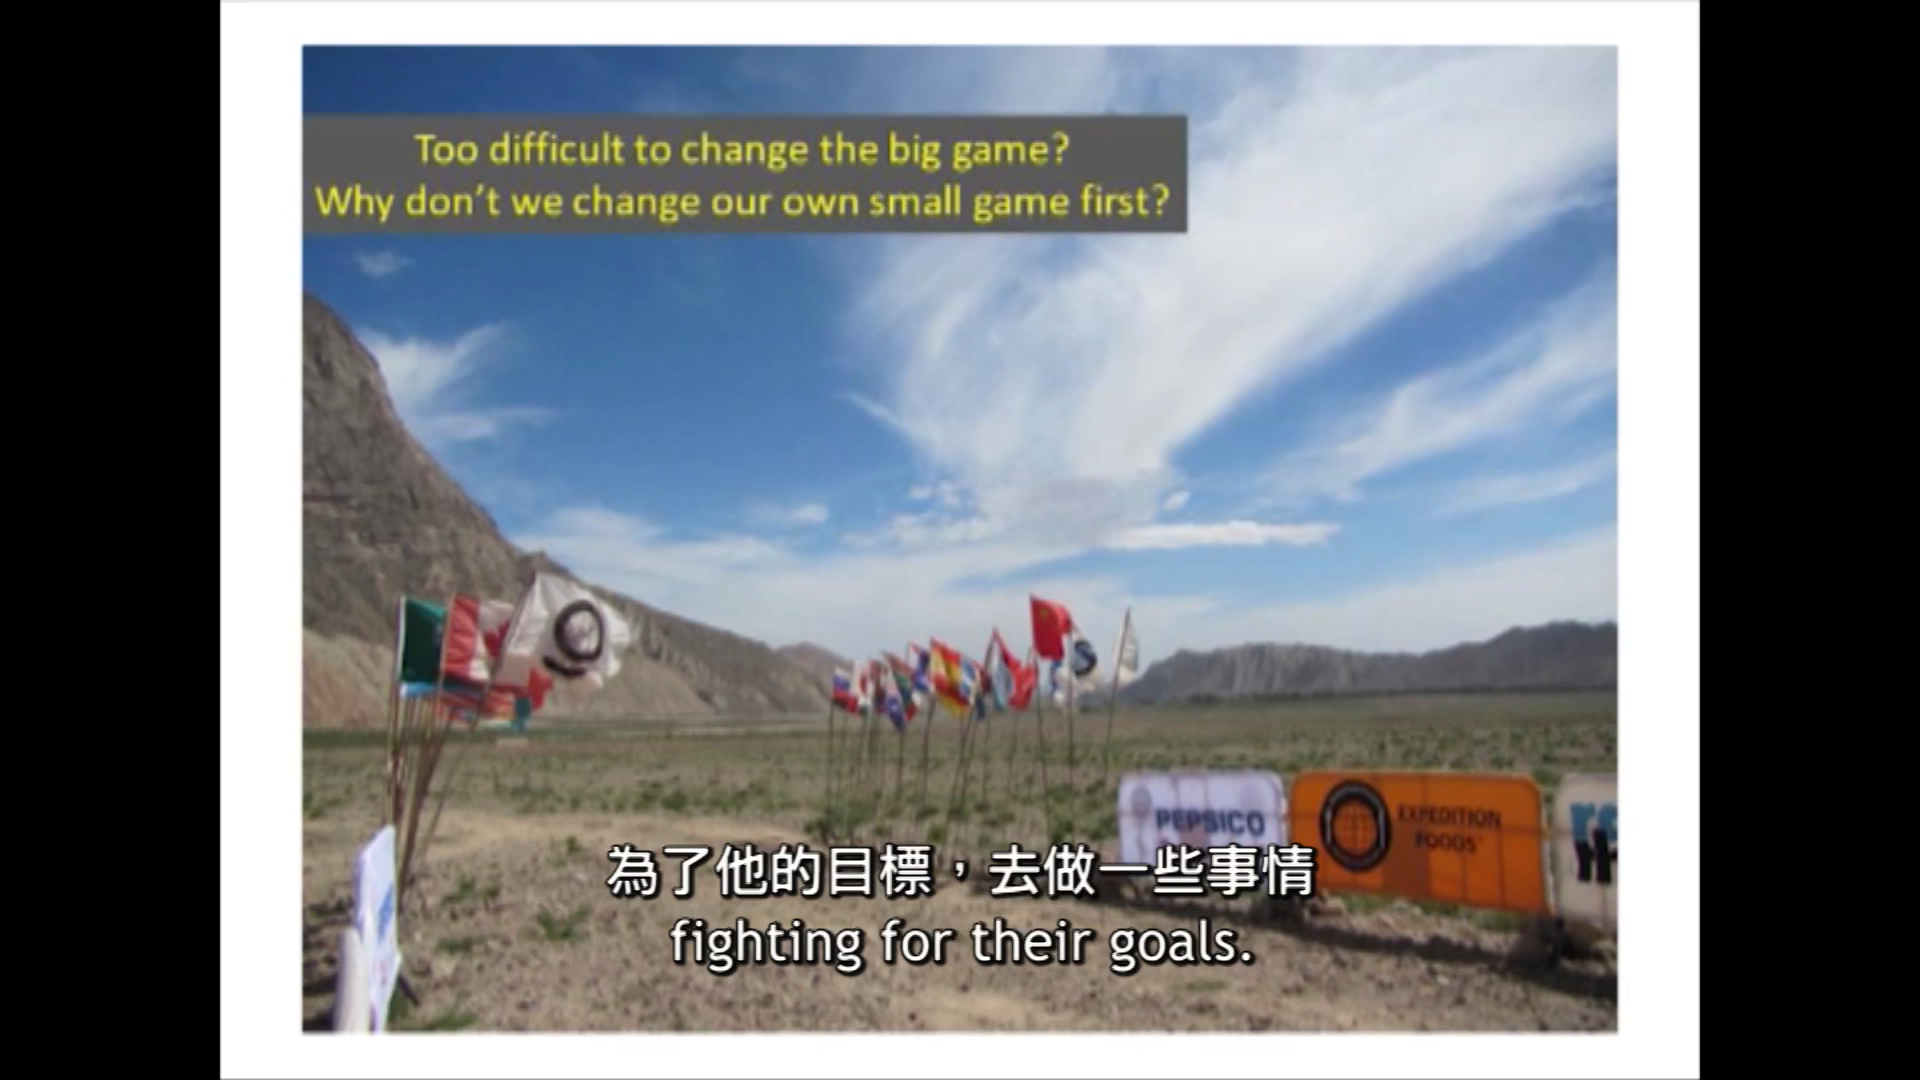 Too difficult to change the big game?
Why don't we change our own small game first?
PEPSICO
EXPEDITION
FOODS
為了他的目標，去做一些事情
fighting for their goals.